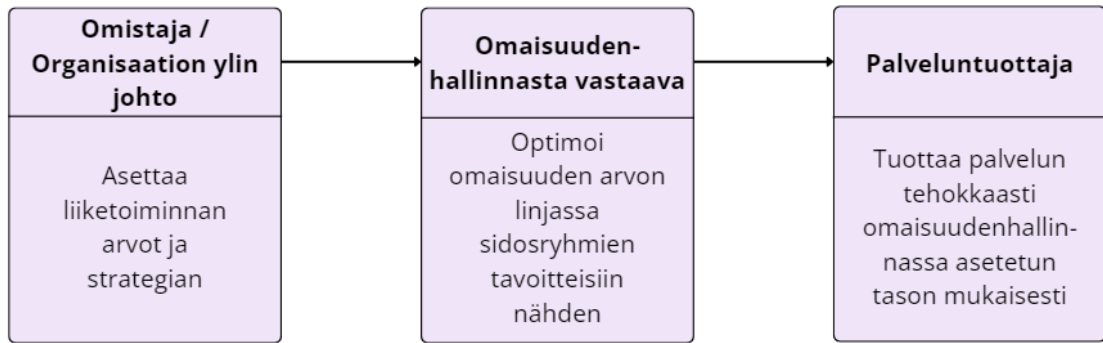 Omistaja /
Organisaation ylin
johto
Asettaa
liiketoiminnan
arvot ja
strategian
Omaisuuden-
hallinnasta vastaava
Optimoi
omaisuuden arvon
linjassa
sidosryhmien
tavoitteisiin
nähden
Palveluntuottaja
Tuottaa palvelun
tehokkaasti
omaisuudenhallin-
nassa asetetun
tason mukaisesti